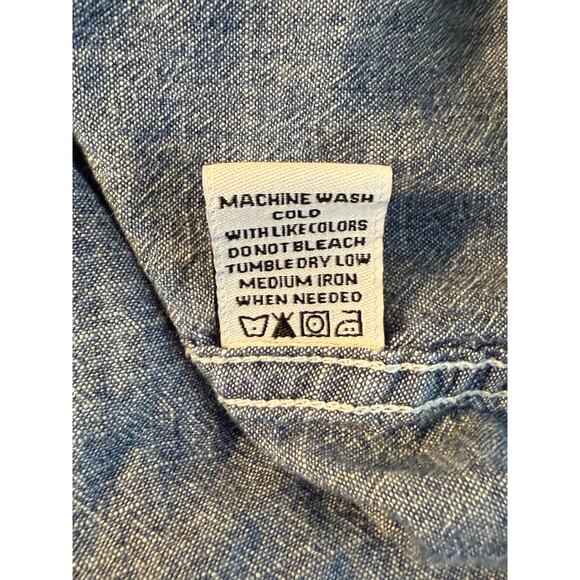 MACHINE WASH
COLD
WITH LIKE COLORS
DO NOT BLEACH
TUMBLE DRY LOW
MEDIUM IRON
WHEN NEEDED